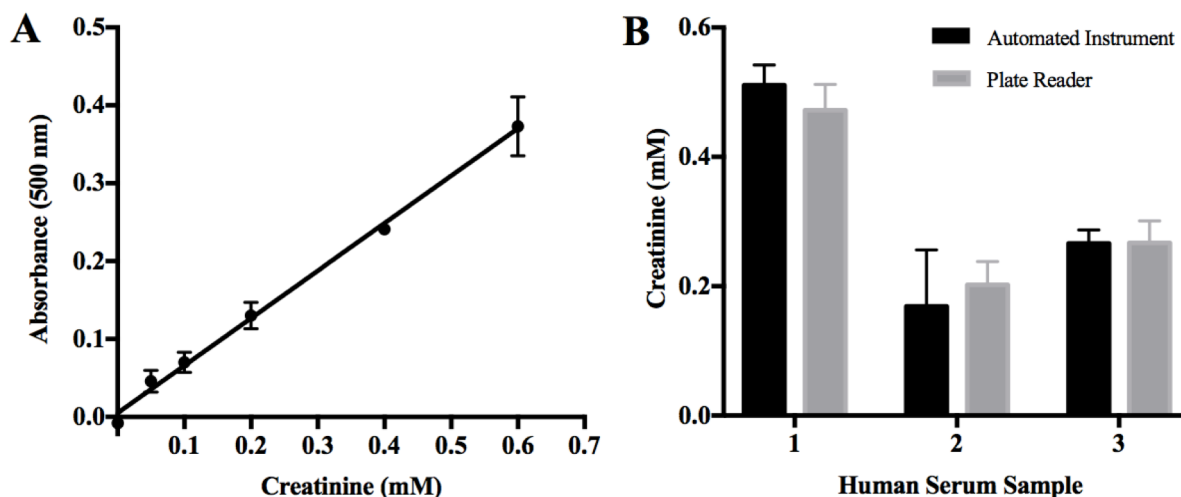 A
Absorbance (500 nm)
0.5
0.4
0.3
0.2
0.1
0.0
0.1 0.2 0.3 0.4 0.5 0.6 0.7
Creatinine (mM)
B
Automated Instrument
Plate Reader
Creatinine (mM)
0.6
0.4
0.2
0.0
1 2 3
Human Serum Sample